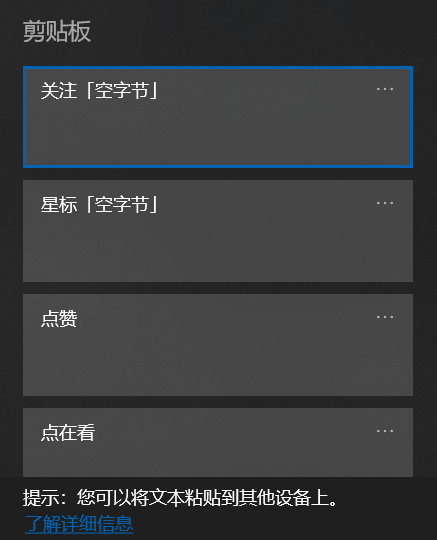 剪贴板
关注「空字节」
星标「空字节」
点赞
点在看
提示：您可以将文本粘贴到其他设备上。
了解详细信息